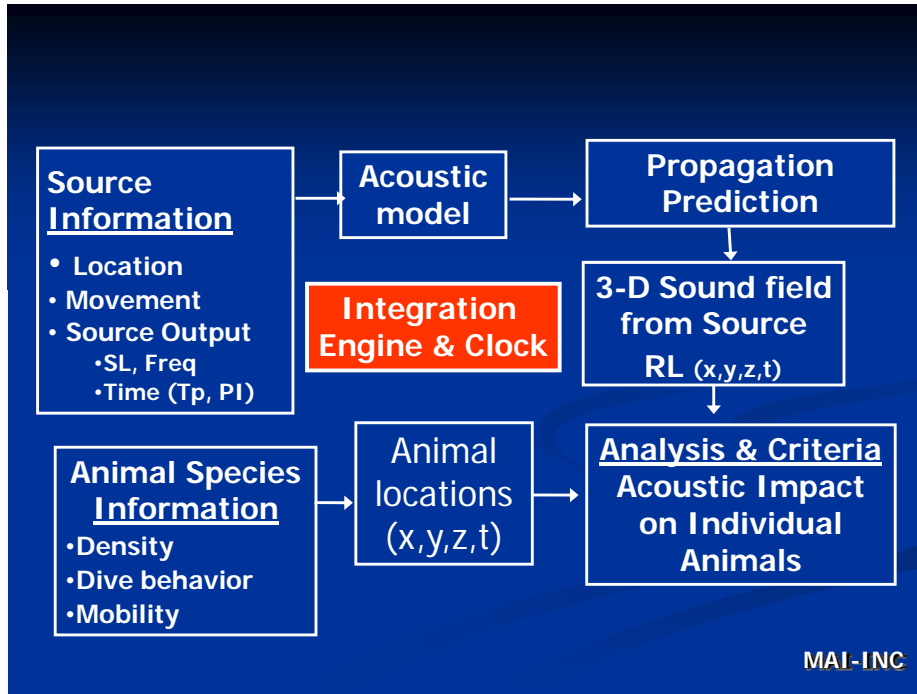 Source
Information
• Location
• Movement
• Source Output
•SL, Freq
•Time (Tp, PI)
Acoustic
model
Propagation
Prediction
Integration
Engine & Clock
3-D Sound field
from Source
RL (x,y,z,t)
Animal Species
Information
•Density
•Dive behavior
•Mobility
Animal
locations
(x,y,z,t)
Analysis & Criteria
Acoustic Impact
on Individual
Animals
MAI-INC